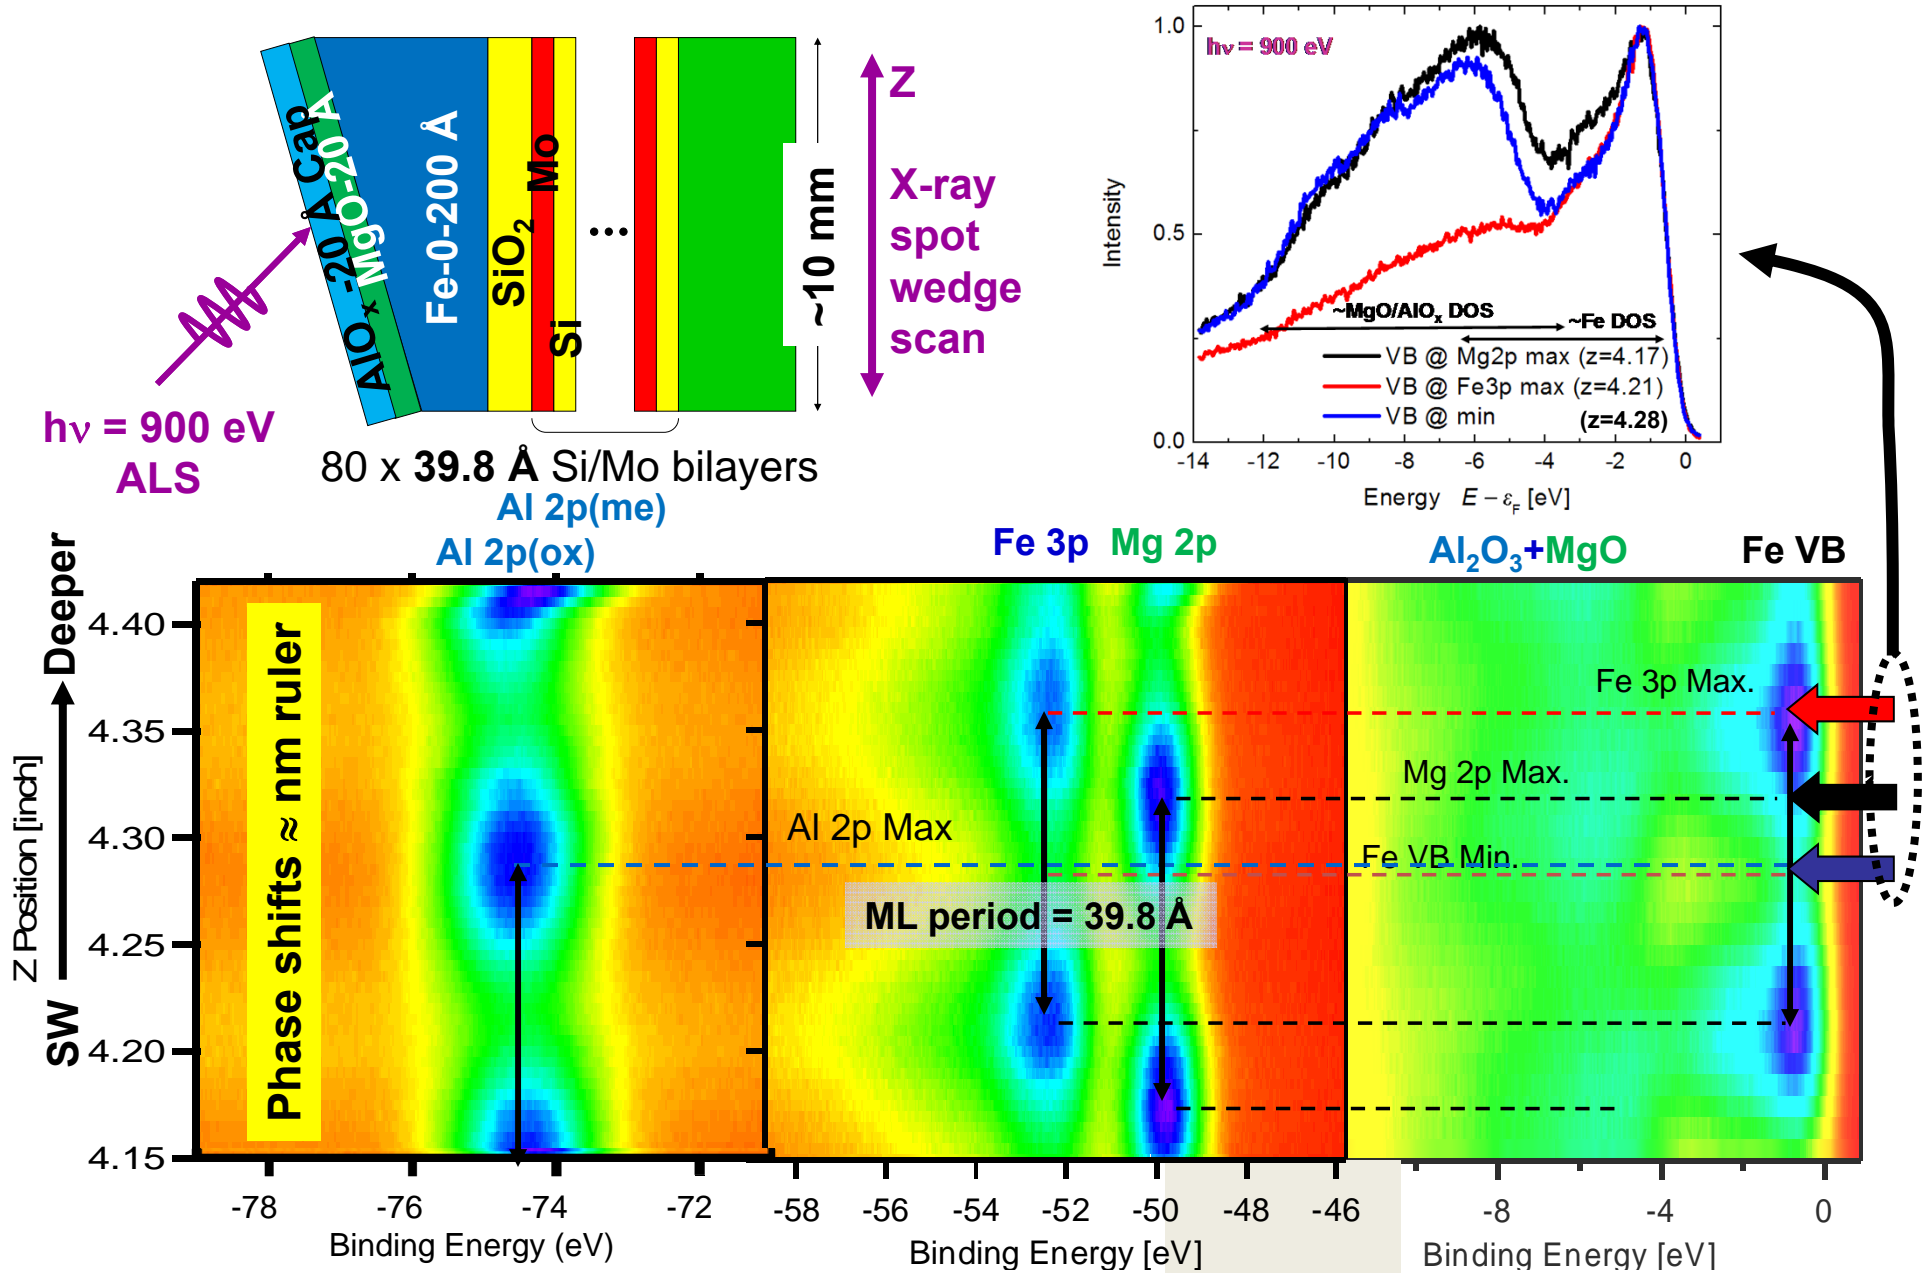 AlOx -20 Å Cap
MgO-20 Å
Fe-0-200 Å
SiO2
Mo
Si
...
~10 mm
Z
X-ray
spot
wedge
scan
hν = 900 eV
ALS
80 x 39.8 Å Si/Mo bilayers
hν = 900 eV
1.0
0.5
0.0
Intensity
~MgO/AlOx DOS
~Fe DOS
VB @ Mg2p max (z=4.17)
VB @ Fe3p max (z=4.21)
VB @ min (z=4.28)
-14 -12 -10 -8 -6 -4 -2 0
Energy E – εF [eV]
Al 2p(me)
Al 2p(ox)
Fe 3p Mg 2p
Al2O3+MgO
Fe VB
SW Deeper
Z Position [inch]
4.40
4.35
4.30
4.25
4.20
4.15
Phase shifts ≈ nm ruler
Fe 3p Max.
Mg 2p Max.
Al 2p Max
Fe VB Min.
ML period = 39.8 Å
-78 -76 -74 -72
Binding Energy (eV)
-58 -56 -54 -52 -50 -48 -46
Binding Energy [eV]
-8 -4 0
Binding Energy [eV]